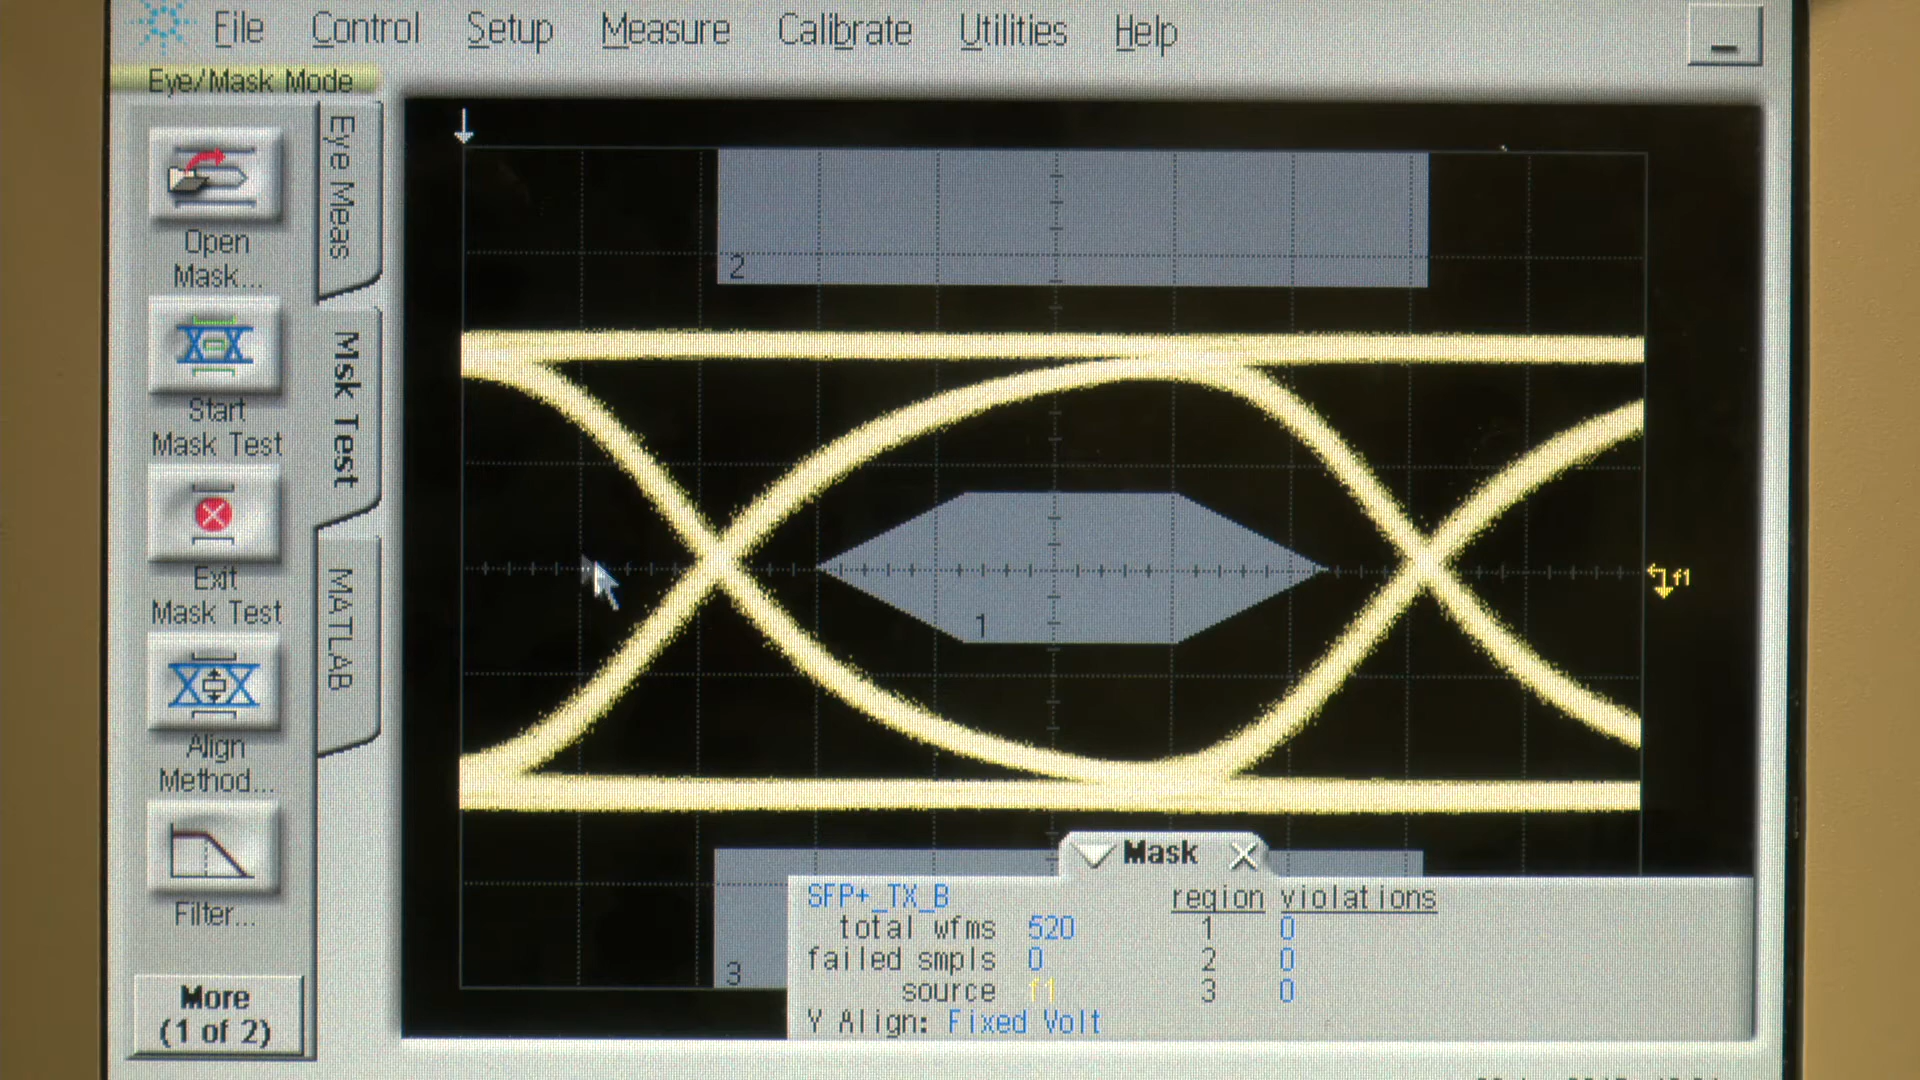 File Control Setup Measure Calibrate Utilities Help
Eye/Mask Mode
Eye Meas
Msk Test
MATLAB
Open
Mask...
Start
Mask Test
Exit
Mask Test
Align
Method...
Filter...
More
(1 of 2)
2
1
3
f1
Mask
SFP+_TX_B
total wfms 520
failed smpls 0
source f1
Y Align: Fixed Volt
region violations
1 0
2 0
3 0